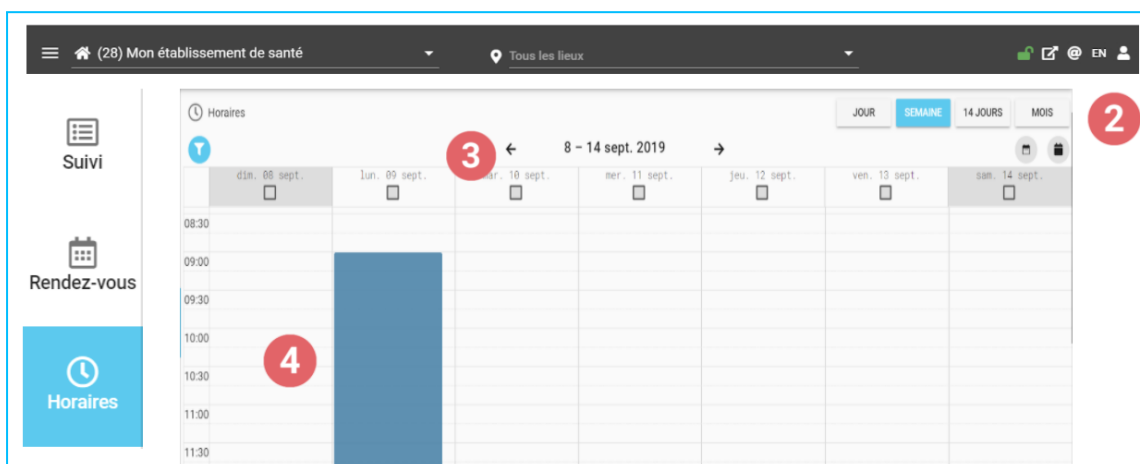 (28) Mon établissement de santé
Tous les lieux
@ EN
Suivi
Rendez-vous
Horaires
Horaires
JOUR SEMAINE 14 JOURS MOIS
2
3
8 – 14 sept. 2019
dim. 08 sept. lun. 09 sept. mar. 10 sept. mer. 11 sept. jeu. 12 sept. ven. 13 sept. sam. 14 sept.
08:30
09:00
09:30
10:00
4
10:30
11:00
11:30